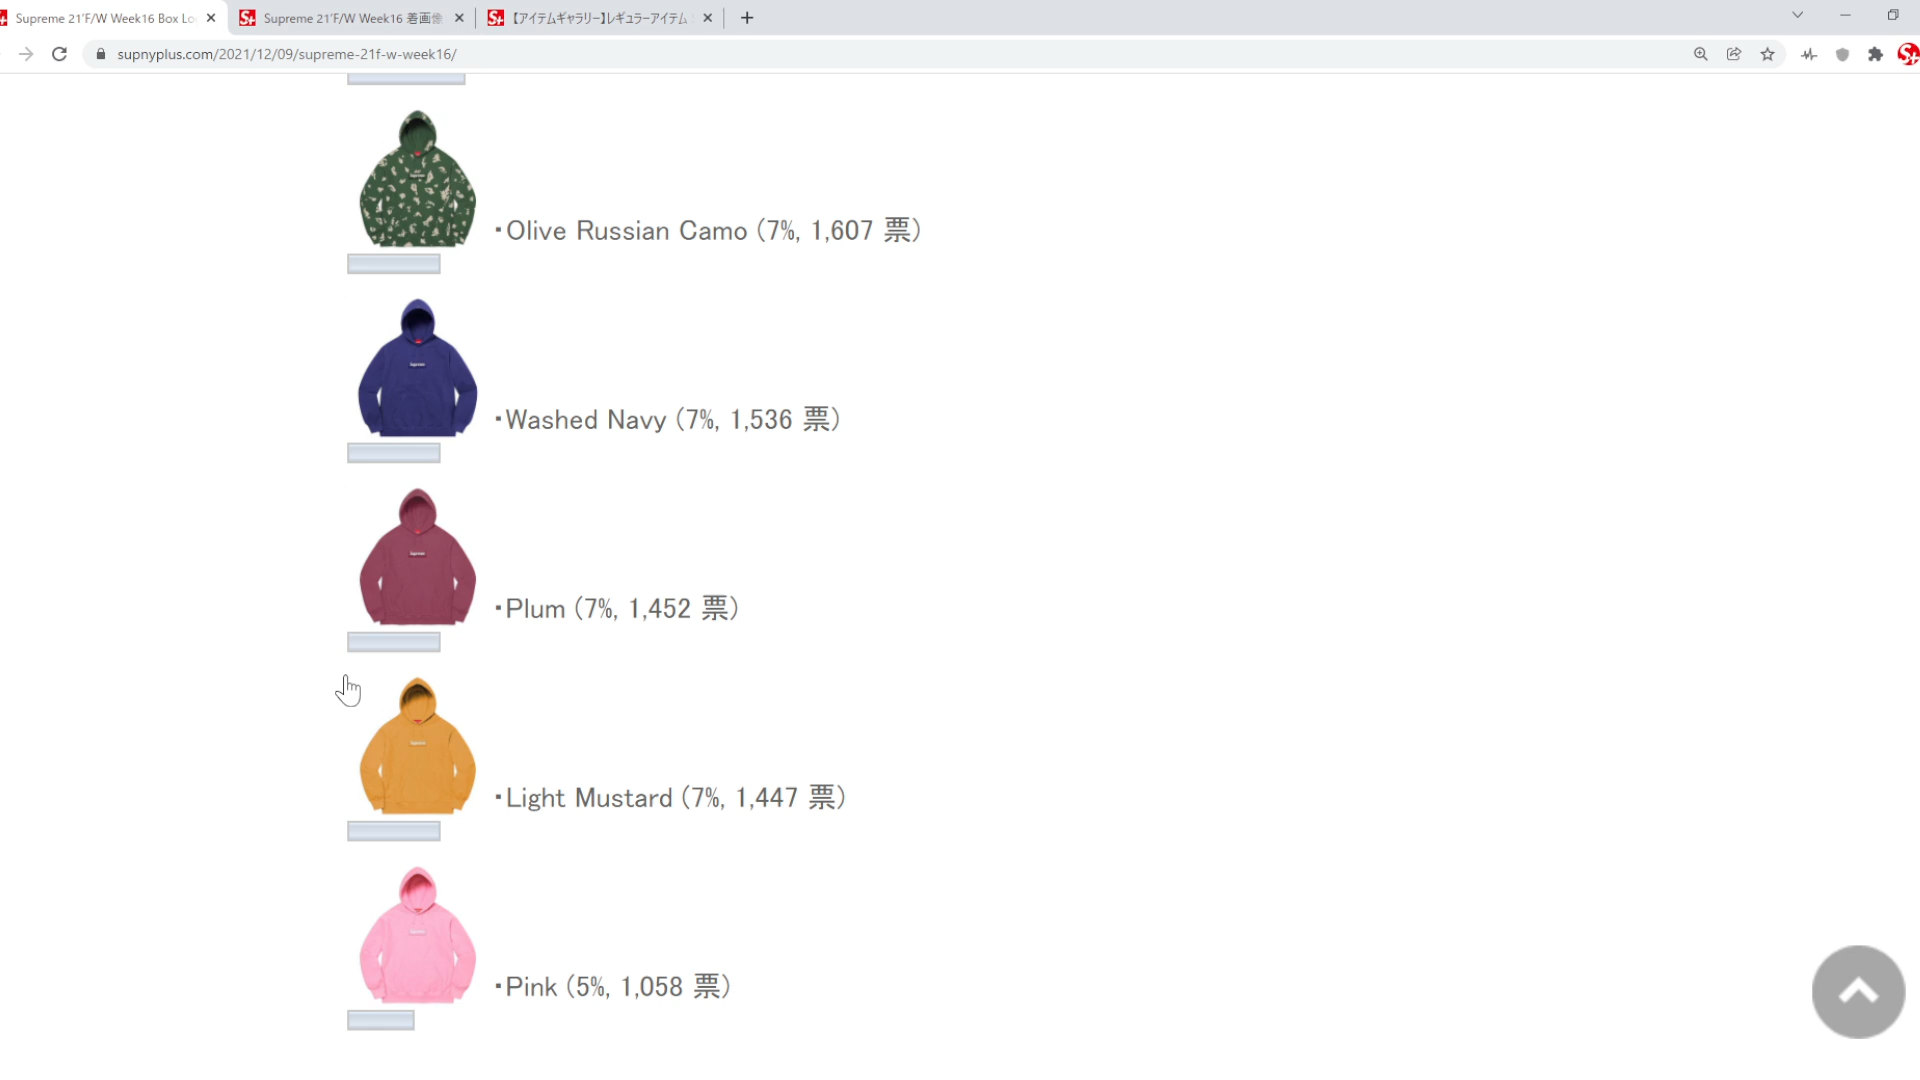 Supreme 21'F/W Week16 Box Lo
Supreme 21'F/W Week16 着画像
【アイテムギャラリー】レギュラーアイテム
supnyplus.com/2021/12/09/supreme-21f-w-week16/
・Olive Russian Camo (7%, 1,607 票)
・Washed Navy (7%, 1,536 票)
・Plum (7%, 1,452 票)
・Light Mustard (7%, 1,447 票)
・Pink (5%, 1,058 票)